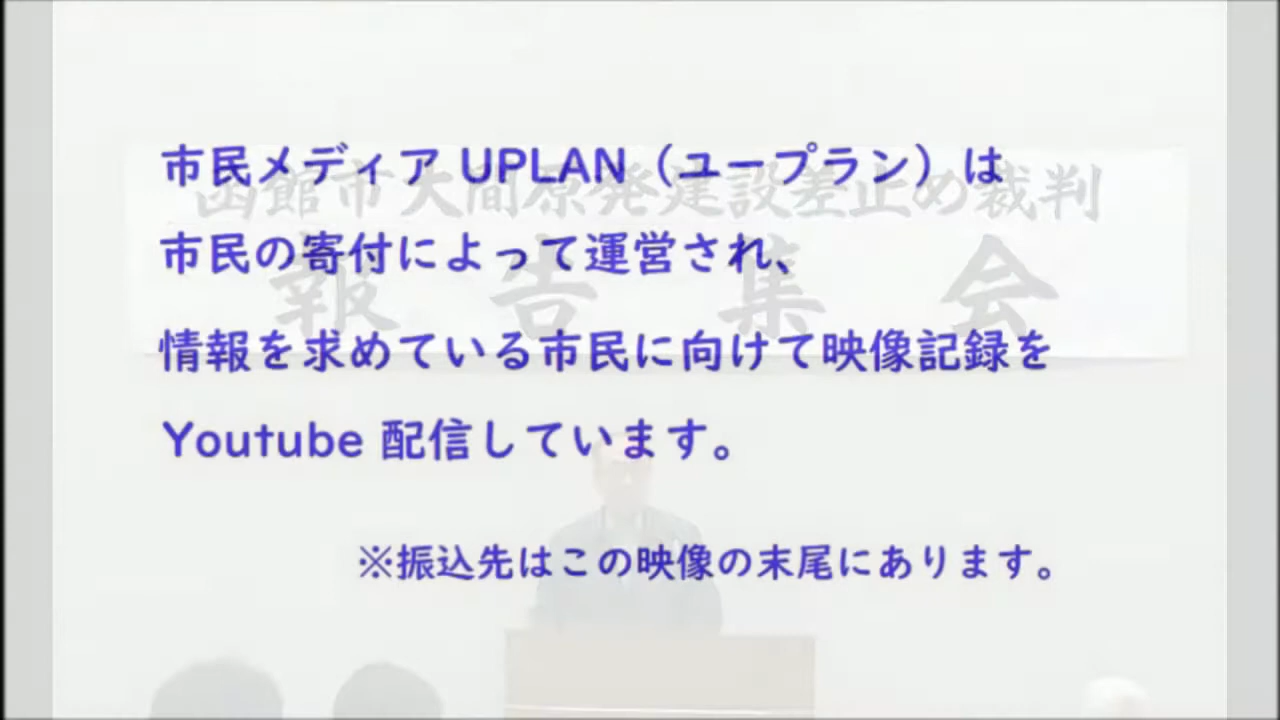 市民メディア UPLAN（ユープラン）は
函館市大間原発建設差止め裁判
市民の寄付によって運営され、
報告集会
情報を求めている市民に向けて映像記録を
Youtube 配信しています。
※振込先はこの映像の末尾にあります。